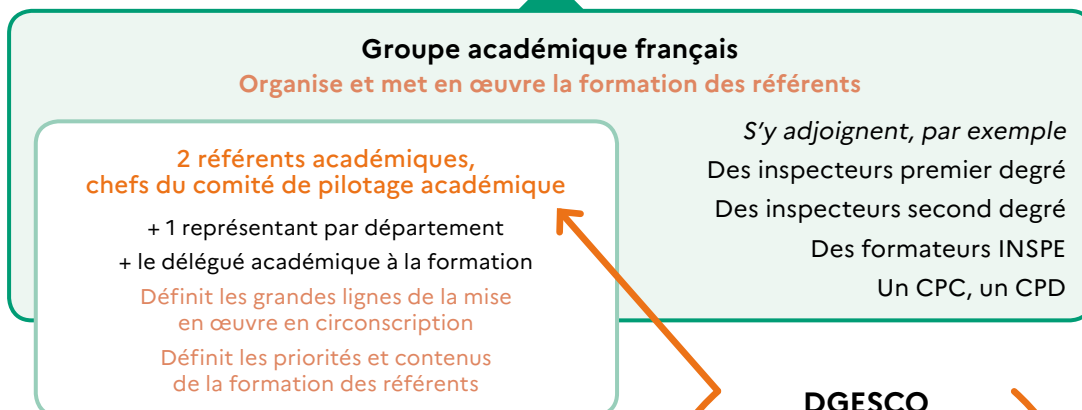 Groupe académique français
Organise et met en œuvre la formation des référents
2 référents académiques,
chefs du comité de pilotage académique
+ 1 représentant par département
+ le délégué académique à la formation
Définit les grandes lignes de la mise
en œuvre en circonscription
Définit les priorités et contenus
de la formation des référents
S'y adjoignent, par exemple
Des inspecteurs premier degré
Des inspecteurs second degré
Des formateurs INSPE
Un CPC, un CPD
DGESCO